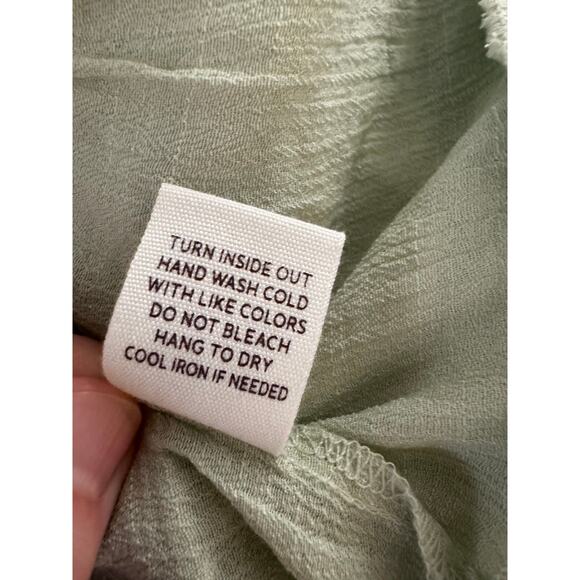 TURN INSIDE OUT
HAND WASH COLD
WITH LIKE COLORS
DO NOT BLEACH
HANG TO DRY
COOL IRON IF NEEDED